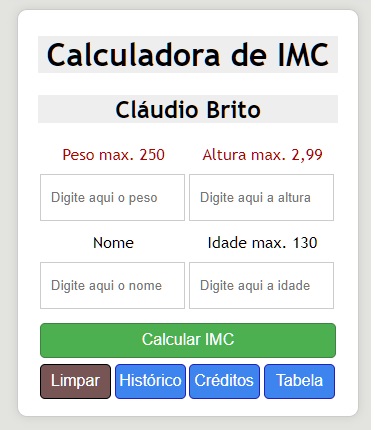 Calculadora de IMC
Cláudio Brito
Peso max. 250 Altura max. 2,99
Digite aqui o peso Digite aqui a altura
Nome Idade max. 130
Digite aqui o nome Digite aqui a idade
Calcular IMC
Limpar Histórico Créditos Tabela